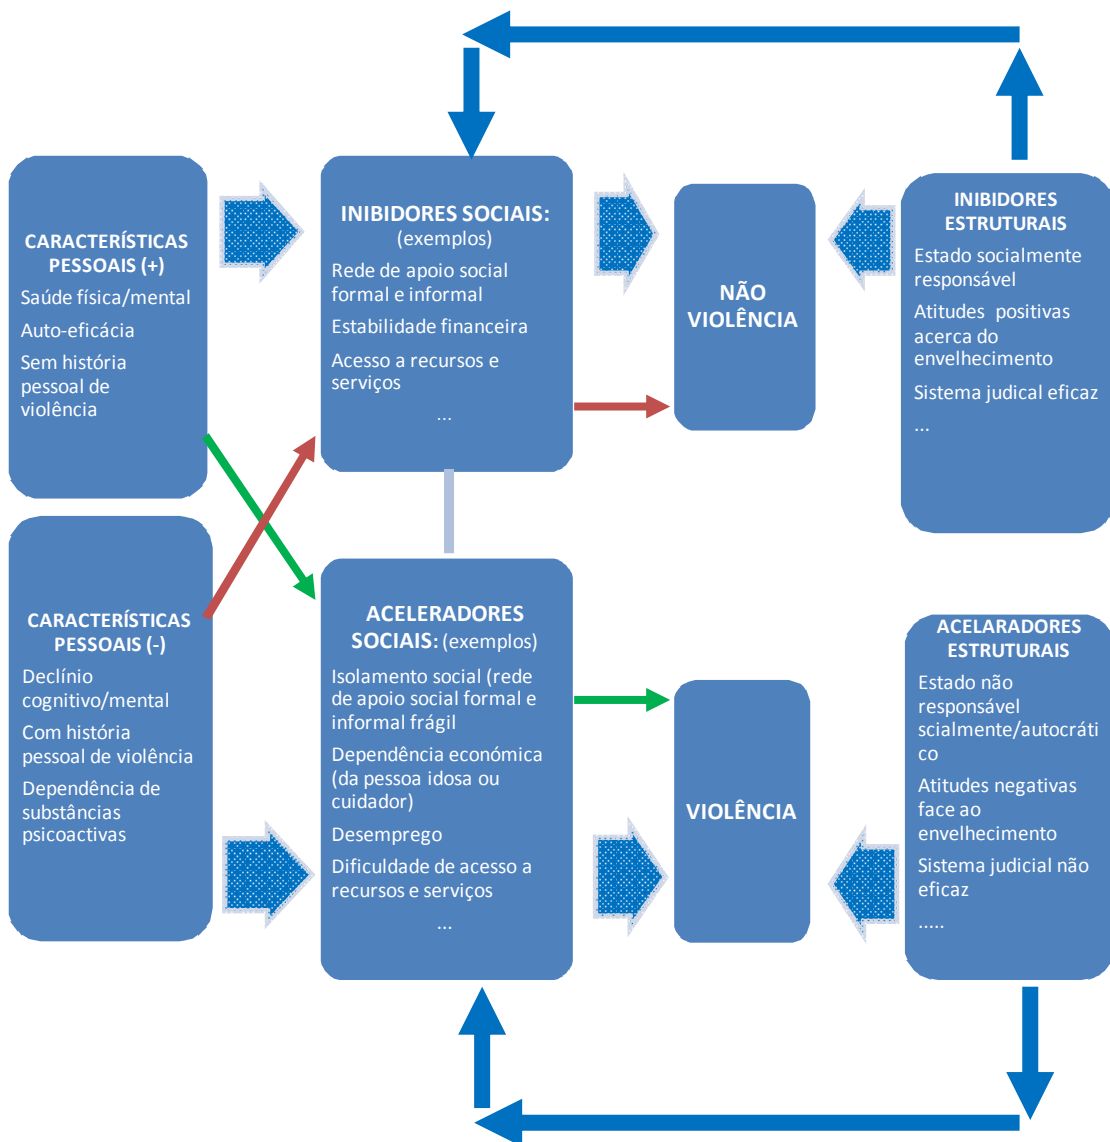 CARACTERÍSTICAS
PESSOAIS (+)
Saúde física/mental
Auto-eficácia
Sem história
pessoal de
violência
CARACTERÍSTICAS
PESSOAIS (-)
Declínio
cognitivo/mental
Com história
pessoal de violência
Dependência de
substâncias
psicoactivas
INIBIDORES SOCIAIS:
(exemplos)
Rede de apoio social
formal e informal
Estabilidade financeira
Acesso a recursos e
serviços
...
ACELERADORES
SOCIAIS: (exemplos)
Isolamento social (rede
de apoio social formal e
informal frágil
Dependência económica
(da pessoa idosa ou
cuidador)
Desemprego
Dificuldade de acesso a
recursos e serviços
...
NÃO
VIOLÊNCIA
VIOLÊNCIA
INIBIDORES
ESTRUTURAIS
Estado socialmente
responsável
Atitudes positivas
acerca do
envelhecimento
Sistema judical eficaz
...
ACELARADORES
ESTRUTURAIS
Estado não
responsável
scialmente/autocráti
co
Atitudes negativas
face ao
envelhecimento
Sistema judicial não
eficaz
.....